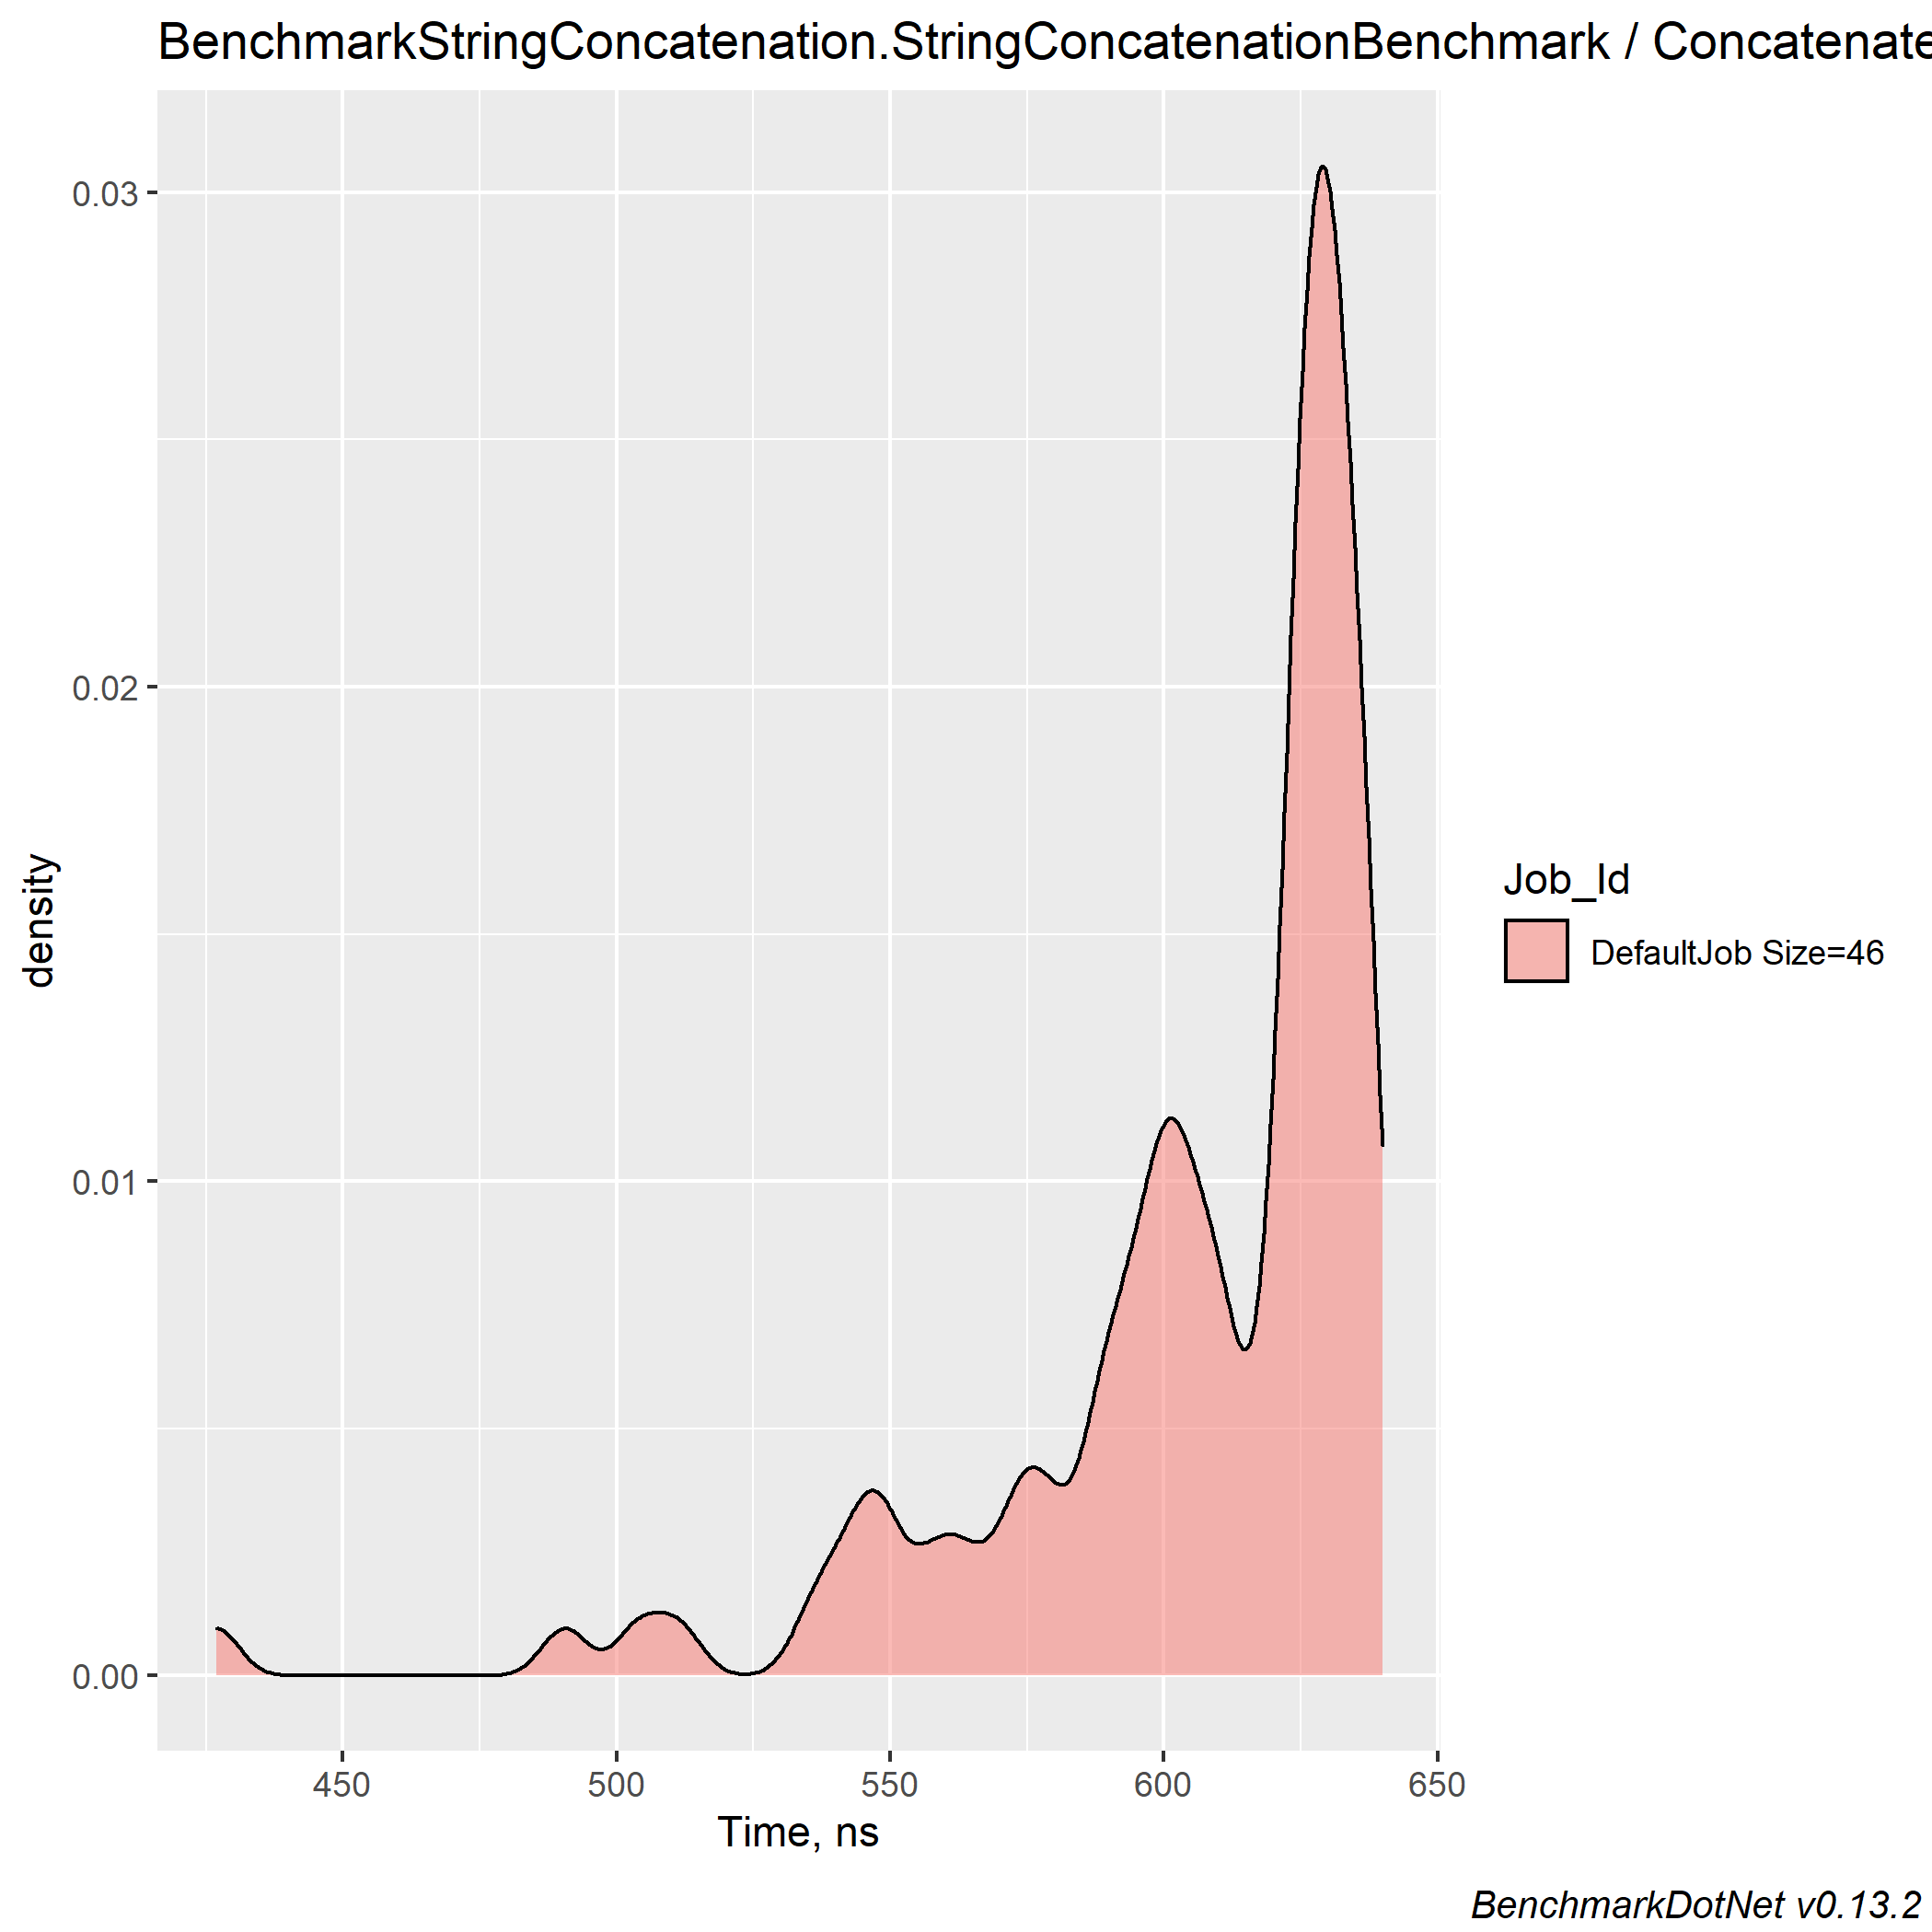 BenchmarkStringConcatenation.StringConcatenationBenchmark / Concatenate
0.03
0.02
0.01
0.00
density
450 500 550 600 650
Time, ns
Job_Id
DefaultJob Size=46
BenchmarkDotNet v0.13.2